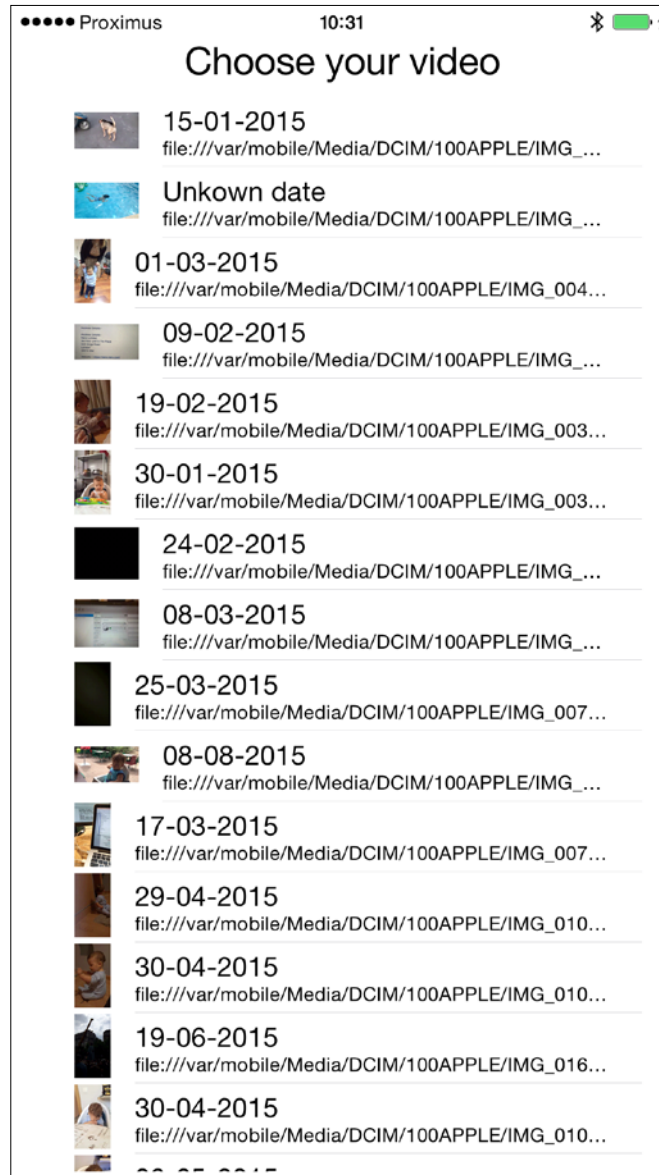 Proximus 10:31
Choose your video
15-01-2015
file:///var/mobile/Media/DCIM/100APPLE/IMG_...
Unkown date
file:///var/mobile/Media/DCIM/100APPLE/IMG_...
01-03-2015
file:///var/mobile/Media/DCIM/100APPLE/IMG_004...
09-02-2015
file:///var/mobile/Media/DCIM/100APPLE/IMG_...
19-02-2015
file:///var/mobile/Media/DCIM/100APPLE/IMG_003...
30-01-2015
file:///var/mobile/Media/DCIM/100APPLE/IMG_003...
24-02-2015
file:///var/mobile/Media/DCIM/100APPLE/IMG_...
08-03-2015
file:///var/mobile/Media/DCIM/100APPLE/IMG_...
25-03-2015
file:///var/mobile/Media/DCIM/100APPLE/IMG_007...
08-08-2015
file:///var/mobile/Media/DCIM/100APPLE/IMG_...
17-03-2015
file:///var/mobile/Media/DCIM/100APPLE/IMG_007...
29-04-2015
file:///var/mobile/Media/DCIM/100APPLE/IMG_010...
30-04-2015
file:///var/mobile/Media/DCIM/100APPLE/IMG_010...
19-06-2015
file:///var/mobile/Media/DCIM/100APPLE/IMG_016...
30-04-2015
file:///var/mobile/Media/DCIM/100APPLE/IMG_010...